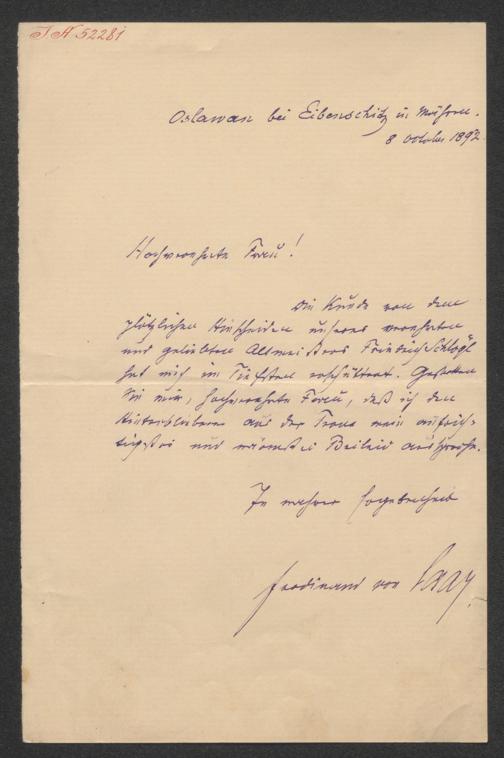 I.N. 52281
Oslawan bei Eibenschitz in Mähren.
8 October 1892.
Hochverehrte Frau!
Die Kunde von dem
plötzlichen Hinscheiden unseres verehrten
und geliebten Altmeisters Friedrich Schlögl
hat mich im Tiefsten erschüttert. Gestatten
Sie mir, hochverehrte Frau, daß ich den
Hinterbliebenen aus der Ferne mein aufrich-
tigstes und wärmstes Beileid ausspreche.
In wahrer Ergebenheit
Ferdinand von Saar.